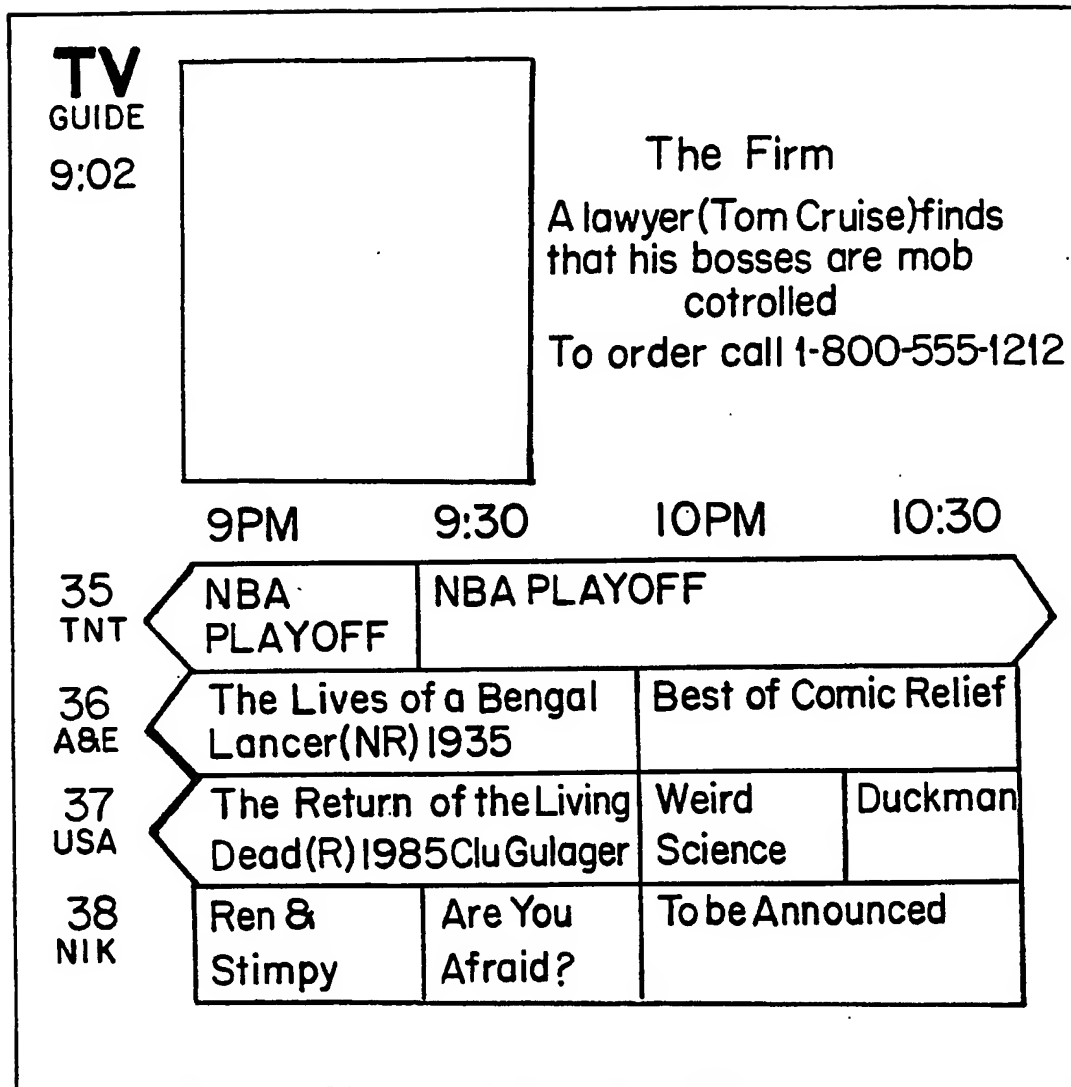 TV
GUIDE
9:02
The Firm
A lawyer (Tom Cruise) finds
that his bosses are mob
cotrolled
To order call 1-800-555-1212
9PM 9:30 10PM 10:30
35
TNT
NBA
PLAYOFF
NBA PLAYOFF
36
A&E
The Lives of a Bengal
Lancer (NR) 1935
Best of Comic Relief
37
USA
The Return of the Living
Dead (R) 1985 Clu Gulager
Weird
Science
Duckman
38
NIK
Ren &
Stimpy
Are You
Afraid?
To be Announced